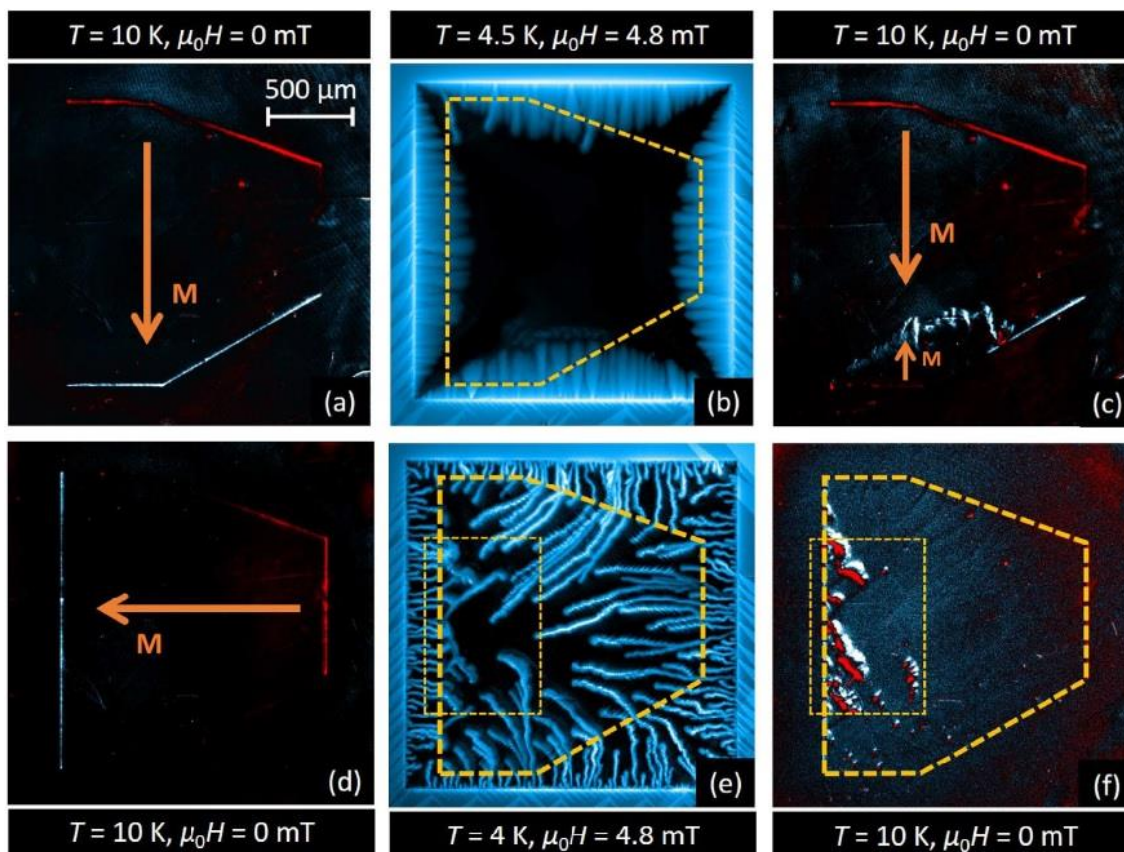 T = 10 K, μ₀H = 0 mT
T = 4.5 K, μ₀H = 4.8 mT
T = 10 K, μ₀H = 0 mT
500 μm
M
(a)
(b)
M
M
(c)
M
(d)
(e)
(f)
T = 10 K, μ₀H = 0 mT
T = 4 K, μ₀H = 4.8 mT
T = 10 K, μ₀H = 0 mT